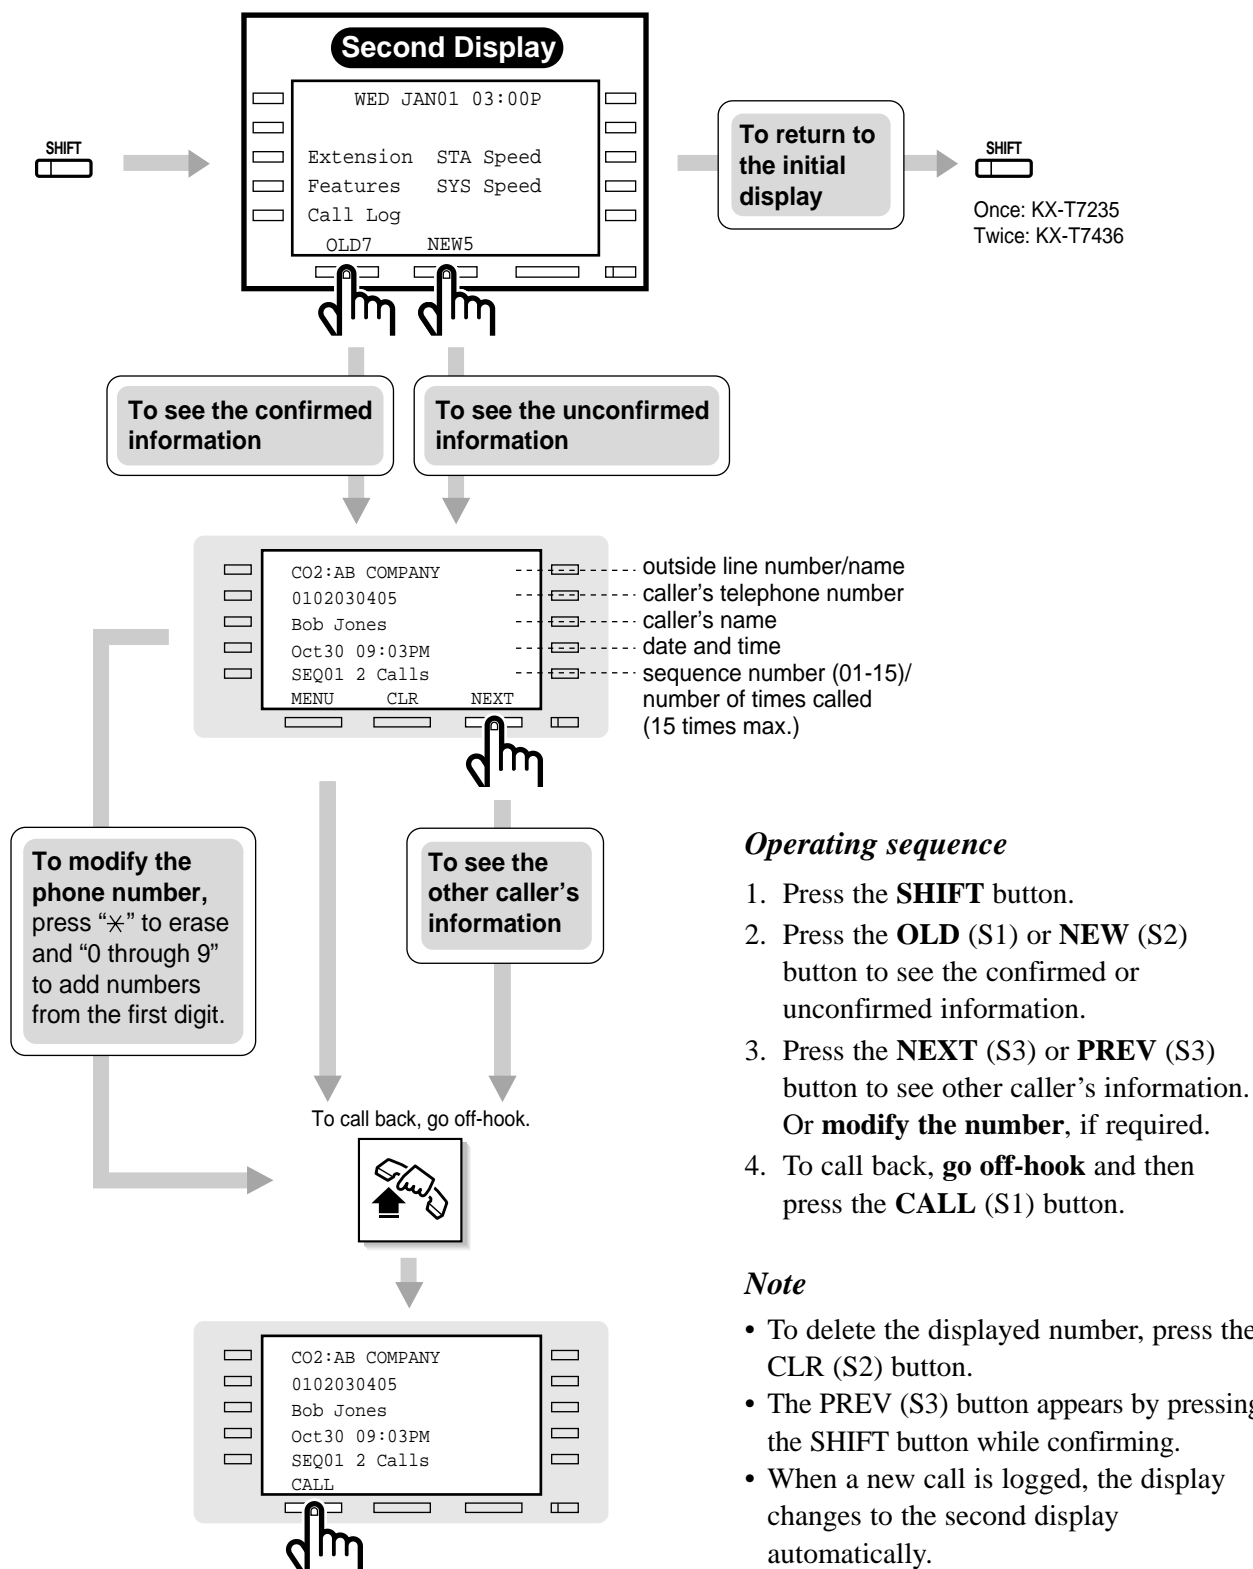 Second Display
WED JAN01 03:00P
SHIFT
Extension STA Speed
Features SYS Speed
Call Log
OLD7 NEW5
To return to
the initial
display
SHIFT
Once: KX-T7235
Twice: KX-T7436
To see the confirmed
information
To see the unconfirmed
information
CO2:AB COMPANY
0102030405
Bob Jones
Oct30 09:03PM
SEQ01 2 Calls
MENU CLR NEXT
outside line number/name
caller's telephone number
caller's name
date and time
sequence number (01-15)/
number of times called
(15 times max.)
To modify the
phone number,
press “✳” to erase
and “0 through 9”
to add numbers
from the first digit.
To see the
other caller's
information
To call back, go off-hook.
CO2:AB COMPANY
0102030405
Bob Jones
Oct30 09:03PM
SEQ01 2 Calls
CALL
Operating sequence
1. Press the SHIFT button.
2. Press the OLD (S1) or NEW (S2)
button to see the confirmed or
unconfirmed information.
3. Press the NEXT (S3) or PREV (S3)
button to see other caller’s information.
Or modify the number, if required.
4. To call back, go off-hook and then
press the CALL (S1) button.
Note
• To delete the displayed number, press the
CLR (S2) button.
• The PREV (S3) button appears by pressing
the SHIFT button while confirming.
• When a new call is logged, the display
changes to the second display
automatically.